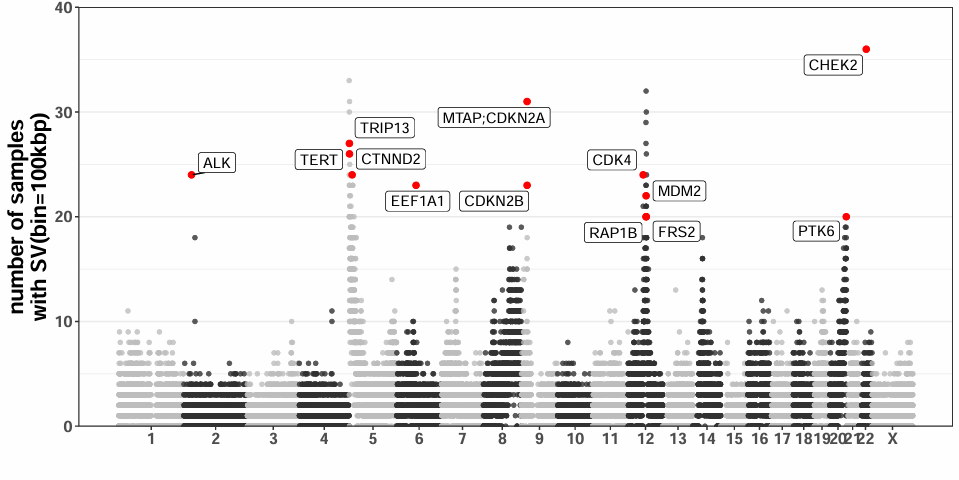 40
CHEK2
30
MTAP;CDKN2A
TRIP13
TERT
CTNND2
CDK4
ALK
EEF1A1
CDKN2B
MDM2
20
RAP1B
FRS2
PTK6
10
0
number of samples
with SV(bin=100kbp)
1 2 3 4 5 6 7 8 9 10 11 12 13 14 15 16 17 18 19 20 21 22 X